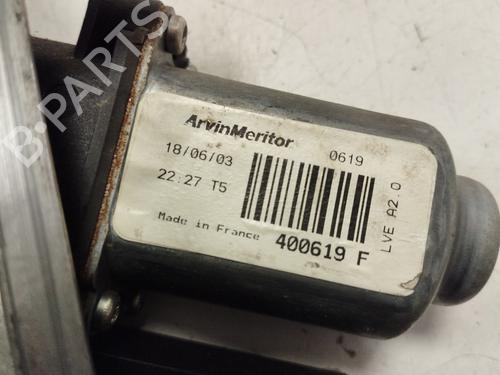 B-PARTS
ArvinMeritor 0619
18/06/03
22:27 T5
Made in France 400619 F
LVE A2.0